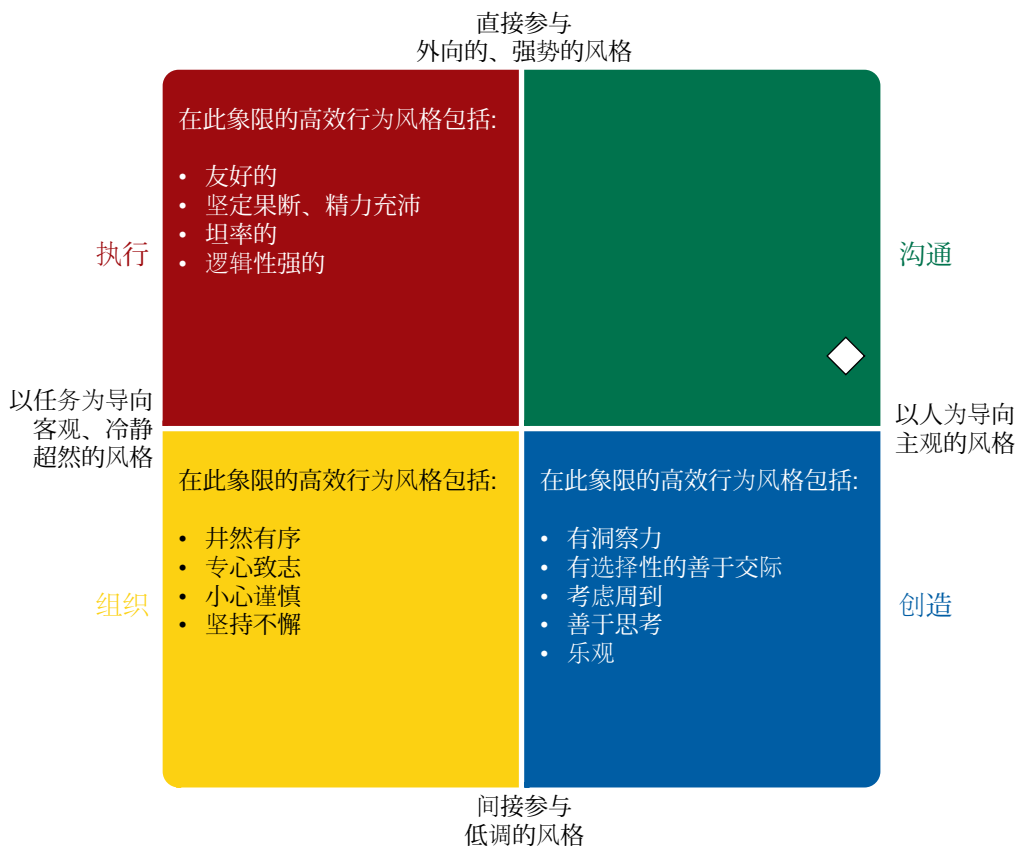 直接参与
外向的、强势的风格
在此象限的高效行为风格包括:
• 友好的
• 坚定果断、精力充沛
• 坦率的
• 逻辑性强的
执行
沟通
以任务为导向
客观、冷静
超然的风格
以人为导向
主观的风格
在此象限的高效行为风格包括:
• 井然有序
• 专心致志
• 小心谨慎
• 坚持不懈
在此象限的高效行为风格包括:
• 有洞察力
• 有选择性的善于交际
• 考虑周到
• 善于思考
• 乐观
组织
创造
间接参与
低调的风格